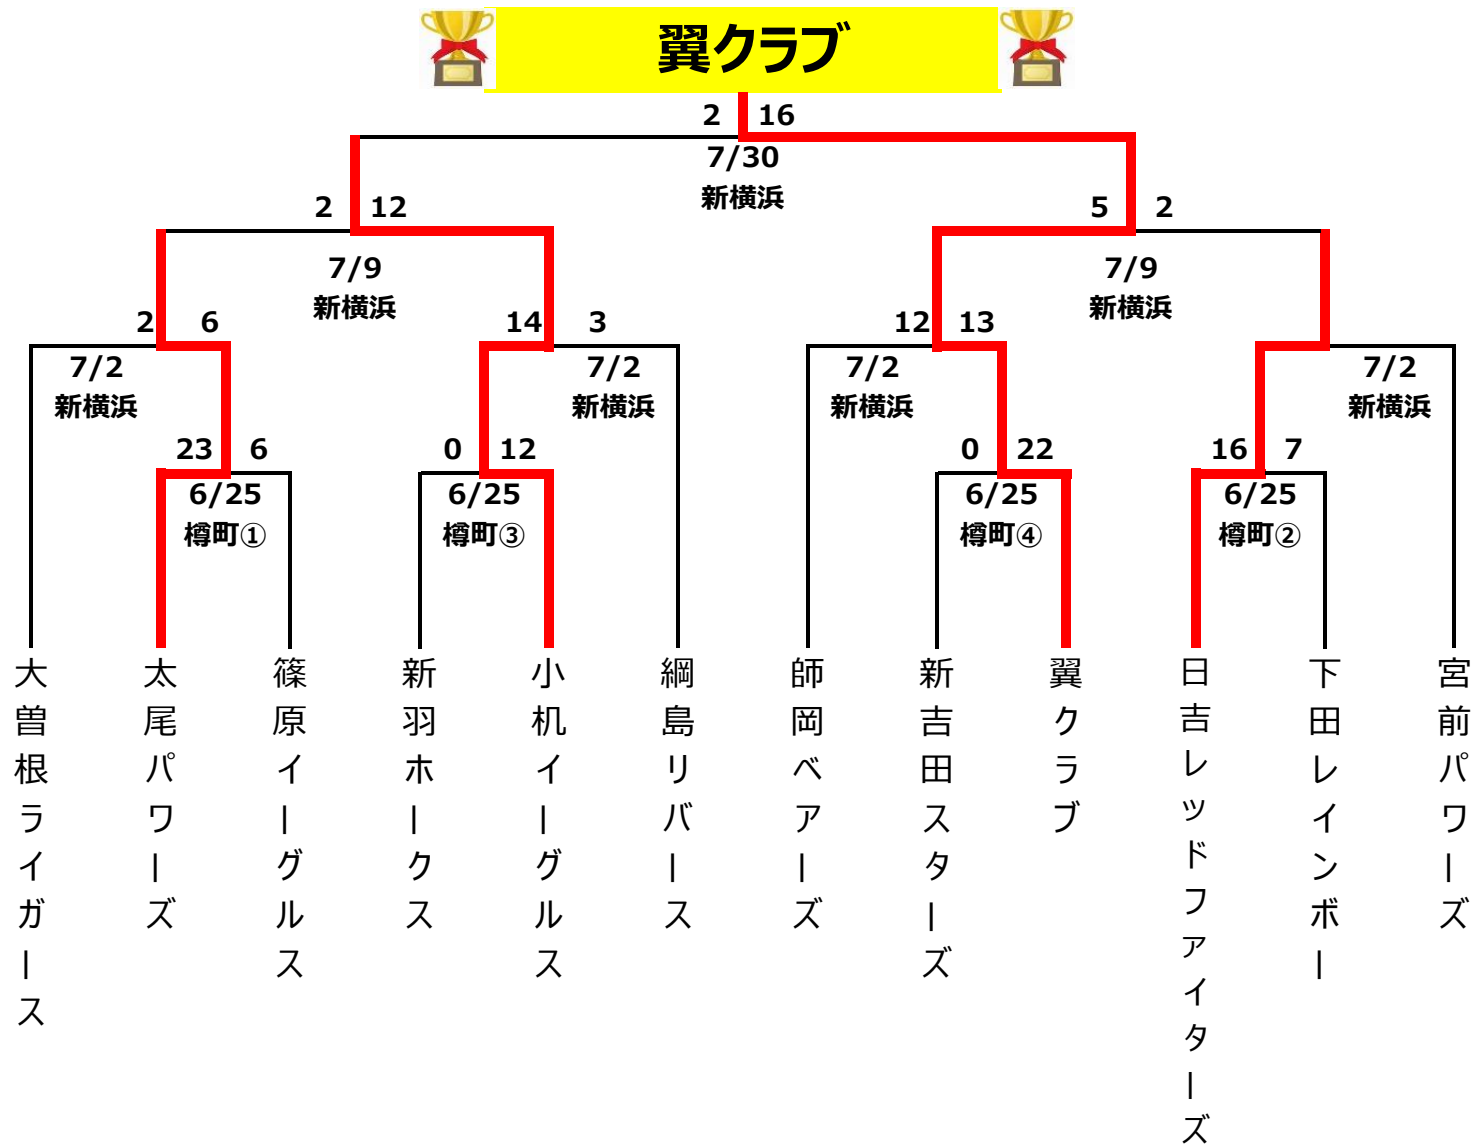 翼クラブ
2 16
7/30
新横浜
2 12
5 2
7/9
新横浜
7/9
新横浜
2 6
14 3
12 13
7/2
新横浜
7/2
新横浜
7/2
新横浜
7/2
新横浜
23 6
0 12
0 22
16 7
6/25
樽町①
6/25
樽町③
6/25
樽町④
6/25
樽町②
大曽根ライガース
太尾パワーズ
篠原イーグルス
新羽ホークス
小机イーグルス
綱島リバース
師岡ベアーズ
新吉田スターズ
翼クラブ
日吉レッドファイターズ
下田レインボー
宮前パワーズ